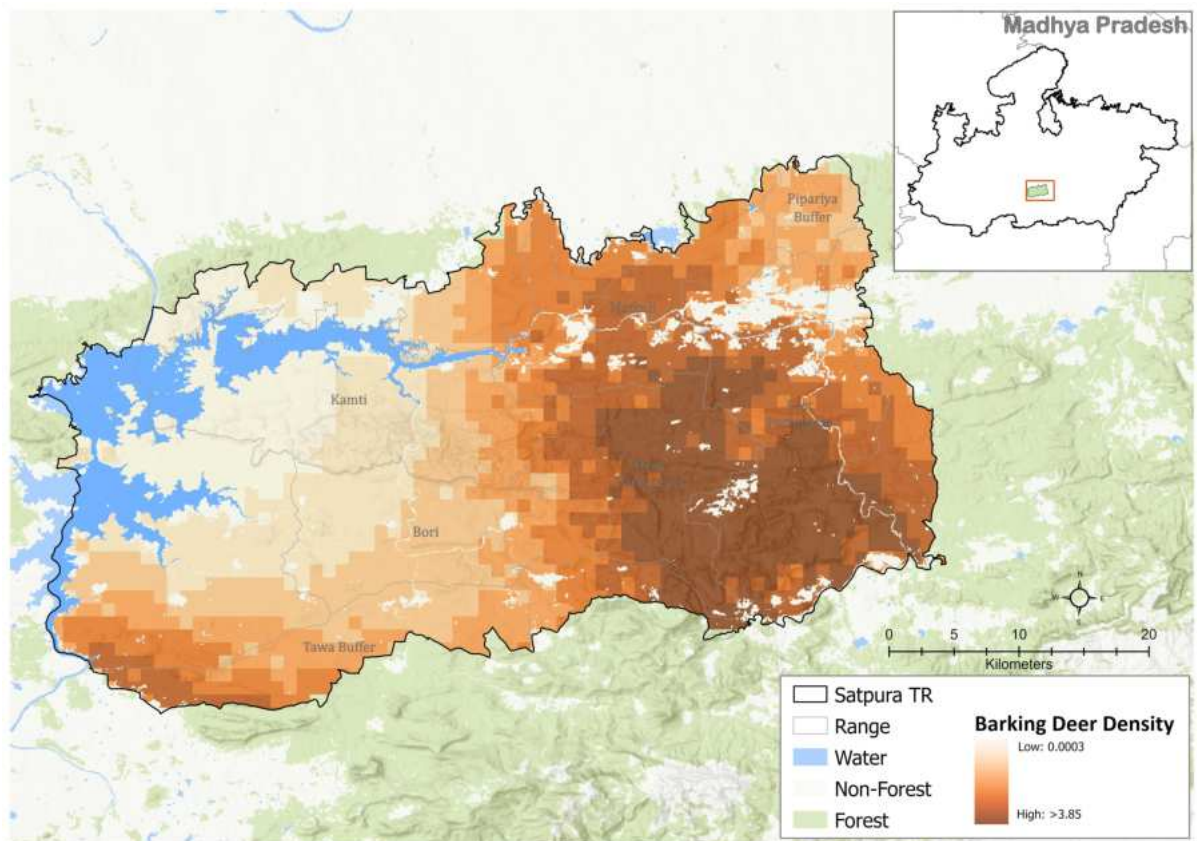 Madhya Pradesh
Pipariya
Buffer
Kamti
Bori
Tawa Buffer
N
W
E
S
0 5 10 20
Kilometers
Satpura TR
Range
Water
Non-Forest
Forest
Barking Deer Density
Low: 0.0003
High: >3.85